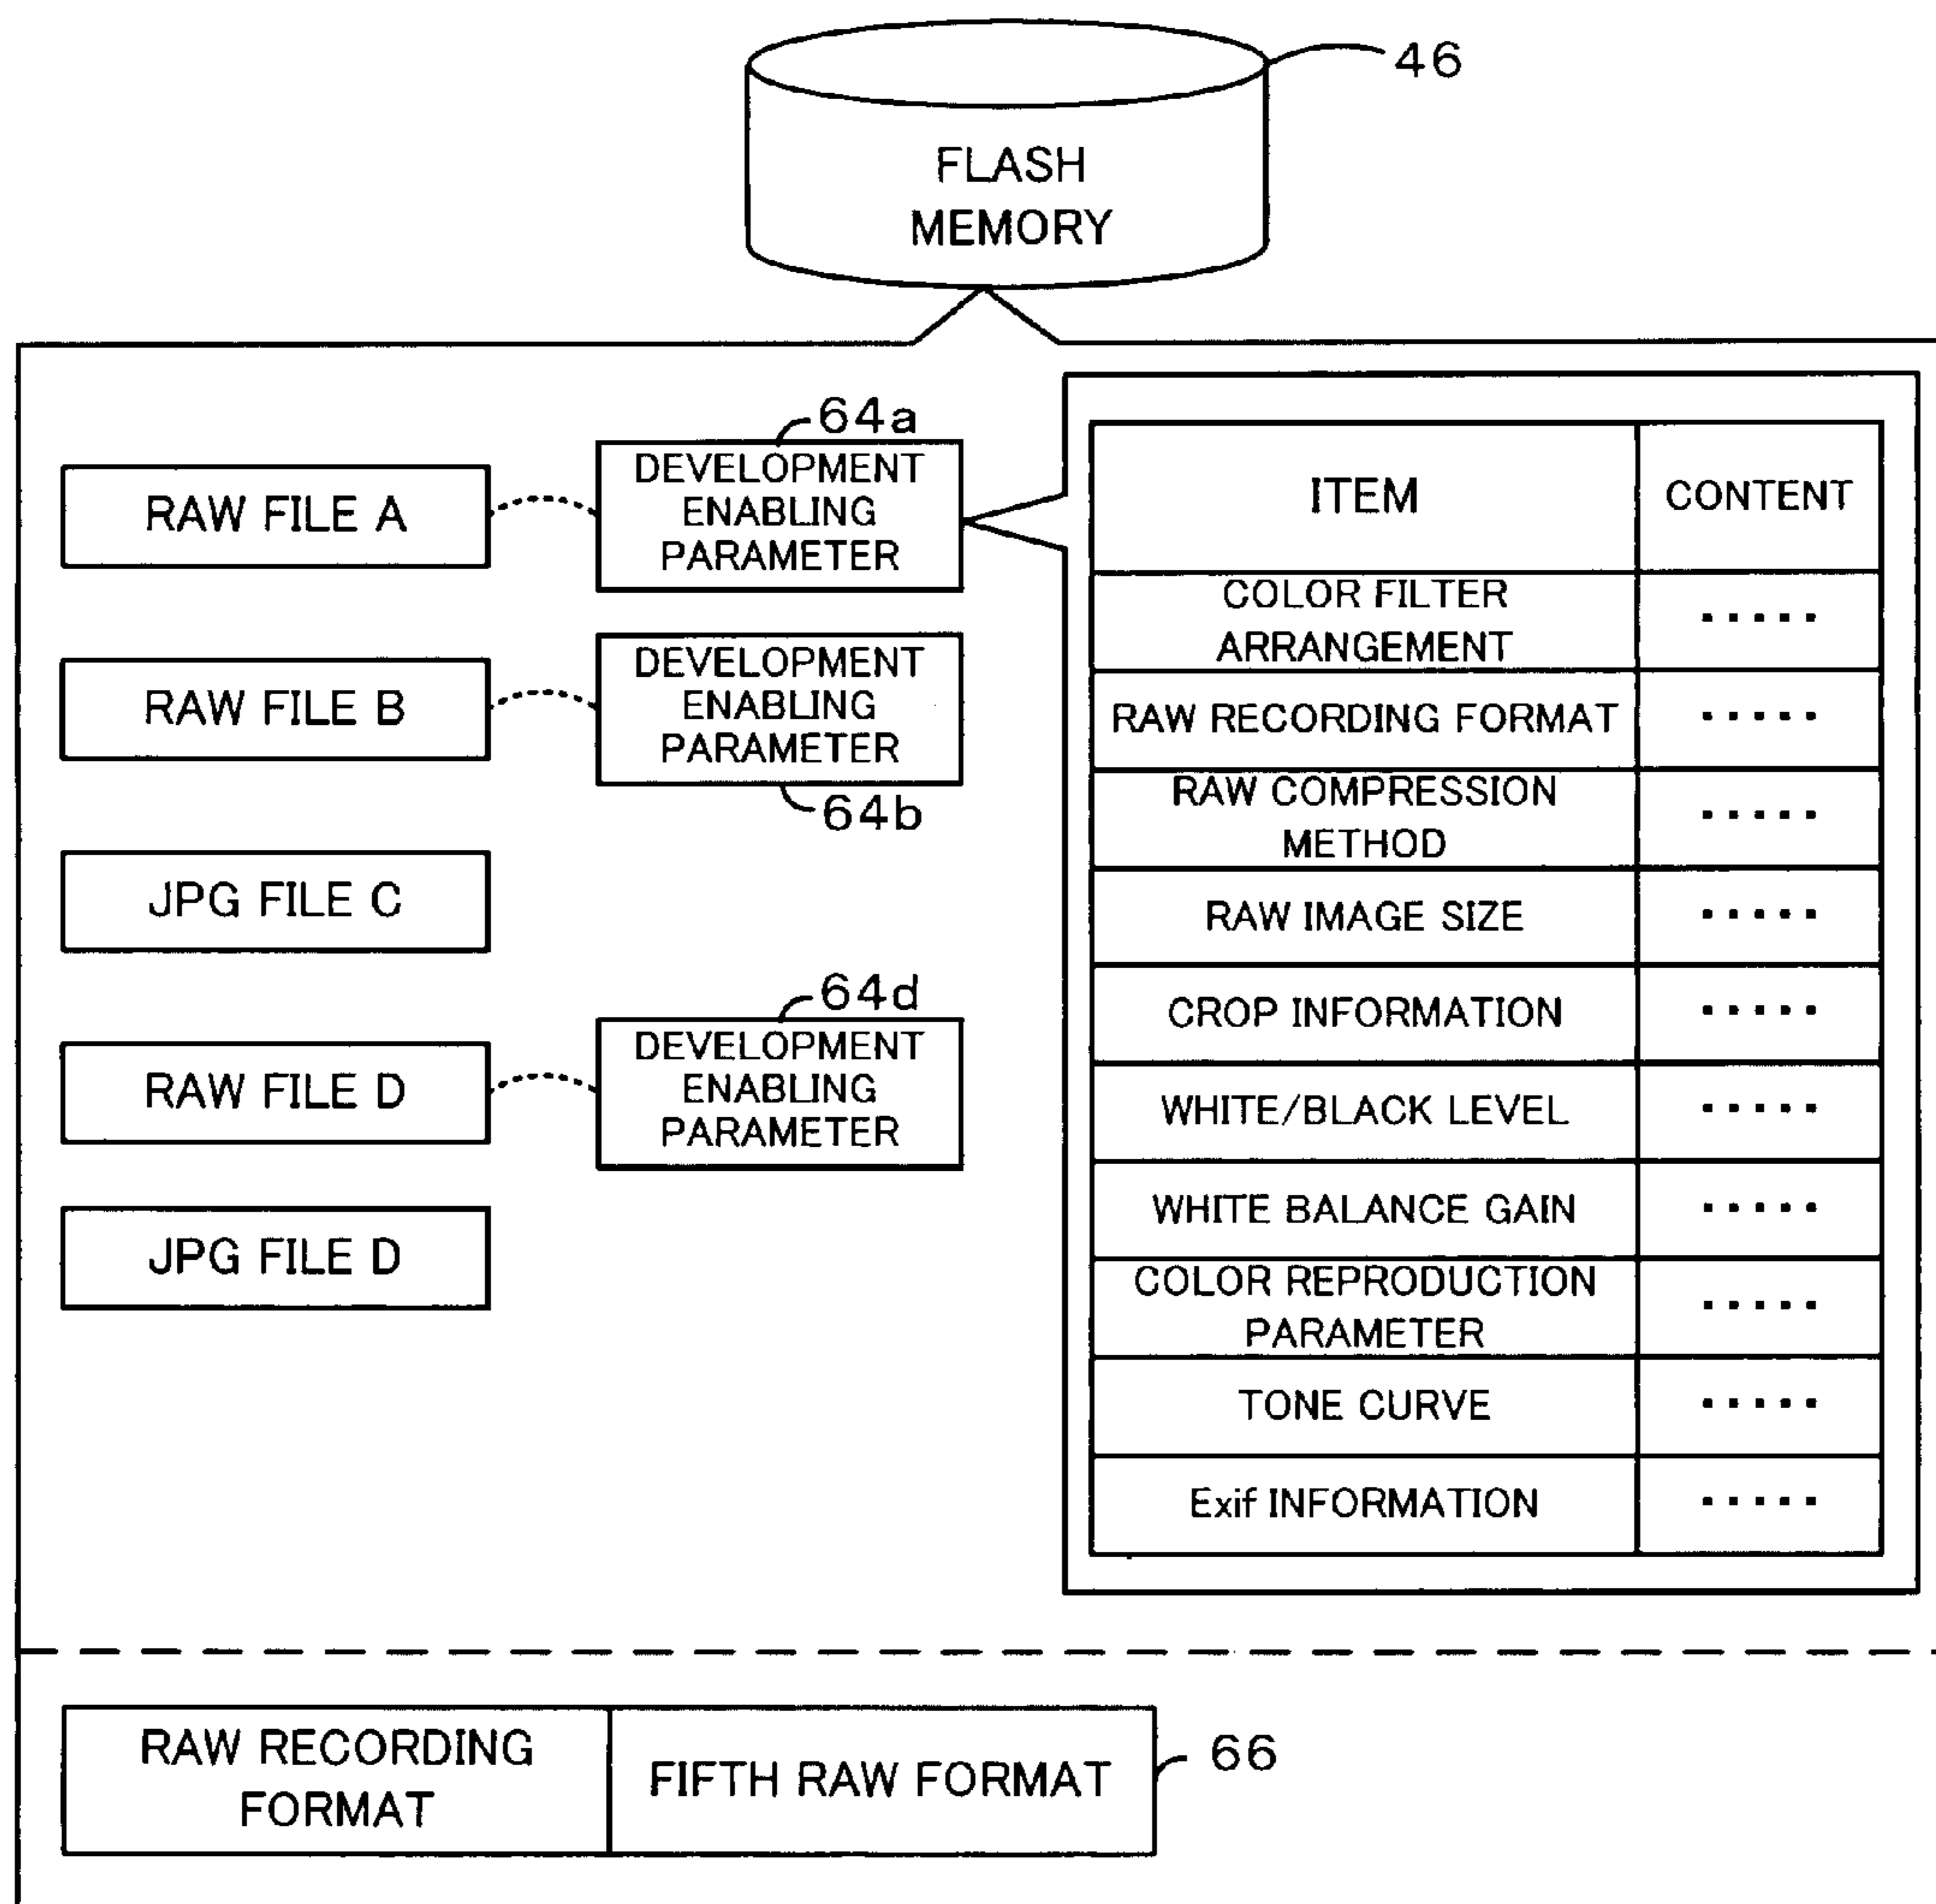 46
FLASH
MEMORY
64a
RAW FILE A
DEVELOPMENT
ENABLING
PARAMETER
RAW FILE B
DEVELOPMENT
ENABLING
PARAMETER
64b
JPG FILE C
64d
RAW FILE D
DEVELOPMENT
ENABLING
PARAMETER
JPG FILE D
ITEM
CONTENT
COLOR FILTER
ARRANGEMENT
.....
RAW RECORDING FORMAT
.....
RAW COMPRESSION
METHOD
.....
RAW IMAGE SIZE
.....
CROP INFORMATION
.....
WHITE/BLACK LEVEL
.....
WHITE BALANCE GAIN
.....
COLOR REPRODUCTION
PARAMETER
.....
TONE CURVE
.....
Exif INFORMATION
.....
RAW RECORDING
FORMAT
FIFTH RAW FORMAT
66